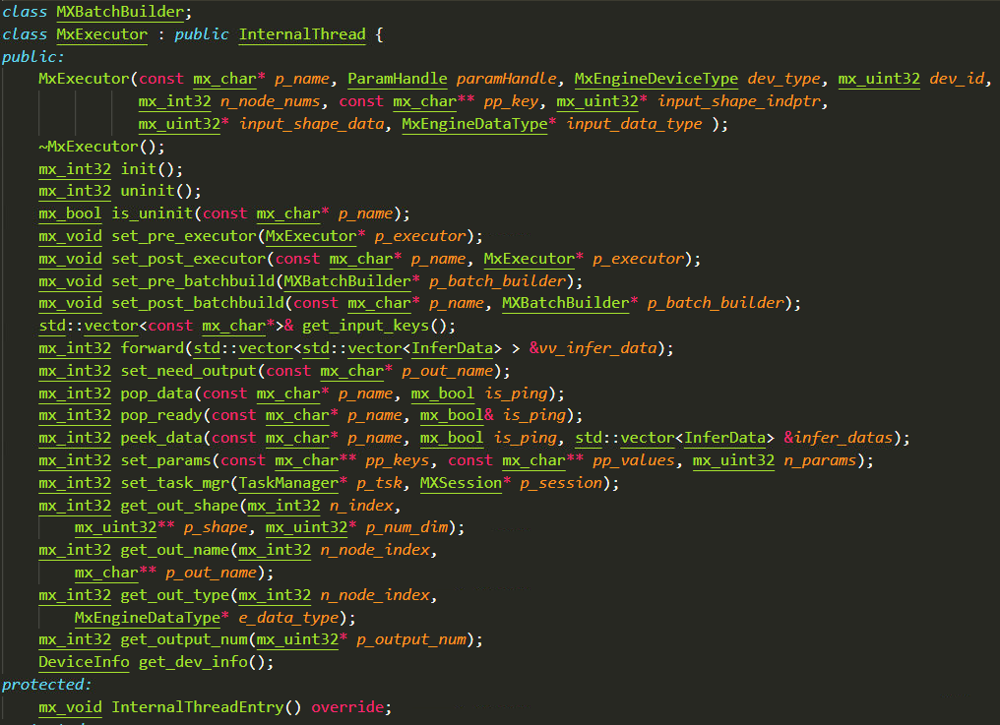 class MXBatchBuilder;
class MxExecutor : public InternalThread {
public:
    MxExecutor(const mx_char* p_name, ParamHandle paramHandle, MxEngineDeviceType dev_type, mx_uint32 dev_id,
               mx_int32 n_node_nums, const mx_char** pp_key, mx_uint32* input_shape_indptr,
               mx_uint32* input_shape_data, MxEngineDataType* input_data_type );
    ~MxExecutor();
    mx_int32 init();
    mx_int32 uninit();
    mx_bool is_uninit(const mx_char* p_name);
    mx_void set_pre_executor(MxExecutor* p_executor);
    mx_void set_post_executor(const mx_char* p_name, MxExecutor* p_executor);
    mx_void set_pre_batchbuild(MXBatchBuilder* p_batch_builder);
    mx_void set_post_batchbuild(const mx_char* p_name, MXBatchBuilder* p_batch_builder);
    std::vector<const mx_char*>& get_input_keys();
    mx_int32 forward(std::vector<std::vector<InferData> > &vv_infer_data);
    mx_int32 set_need_output(const mx_char* p_out_name);
    mx_int32 pop_data(const mx_char* p_name, mx_bool is_ping);
    mx_int32 pop_ready(const mx_char* p_name, mx_bool& is_ping);
    mx_int32 peek_data(const mx_char* p_name, mx_bool is_ping, std::vector<InferData> &infer_datas);
    mx_int32 set_params(const mx_char** pp_keys, const mx_char** pp_values, mx_uint32 n_params);
    mx_int32 set_task_mgr(TaskManager* p_tsk, MXSession* p_session);
    mx_int32 get_out_shape(mx_int32 n_index,
        mx_uint32** p_shape, mx_uint32* p_num_dim);
    mx_int32 get_out_name(mx_int32 n_node_index,
        mx_char** p_out_name);
    mx_int32 get_out_type(mx_int32 n_node_index,
        MxEngineDataType* e_data_type);
    mx_int32 get_output_num(mx_uint32* p_output_num);
    DeviceInfo get_dev_info();
protected:
    mx_void InternalThreadEntry() override;